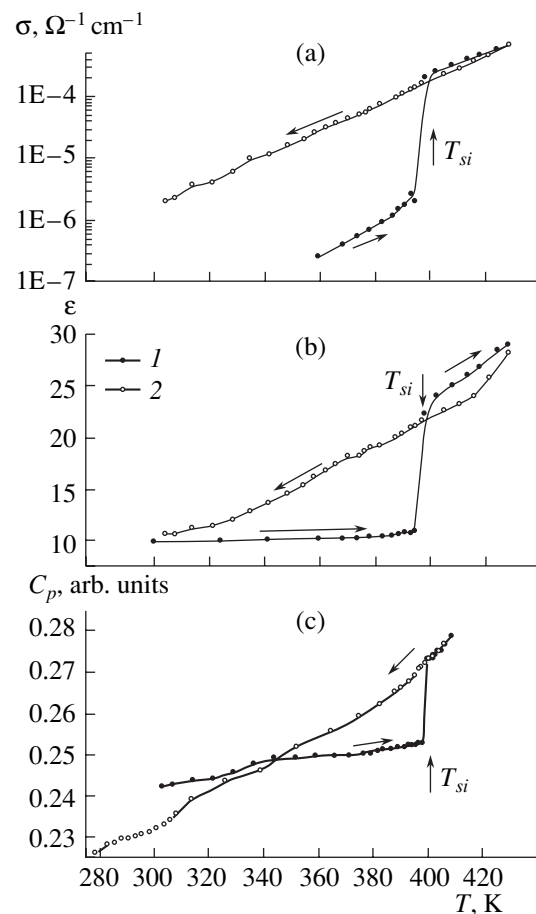 σ, Ω⁻¹ cm⁻¹
(a)
1E–4
1E–5
1E–6
1E–7
T_si
ε
(b)
30
25
20
15
10
1
2
T_si
C_p, arb. units
(c)
0.28
0.27
0.26
0.25
0.24
0.23
T_si
280 300 320 340 360 380 400 420
T, K